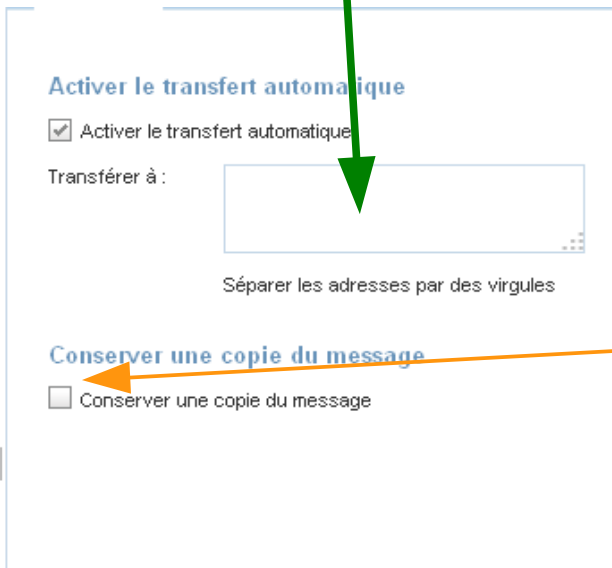 Activer le transfert automatique
Activer le transfert automatique
Transférer à :
Séparer les adresses par des virgules
Conserver une copie du message
Conserver une copie du message